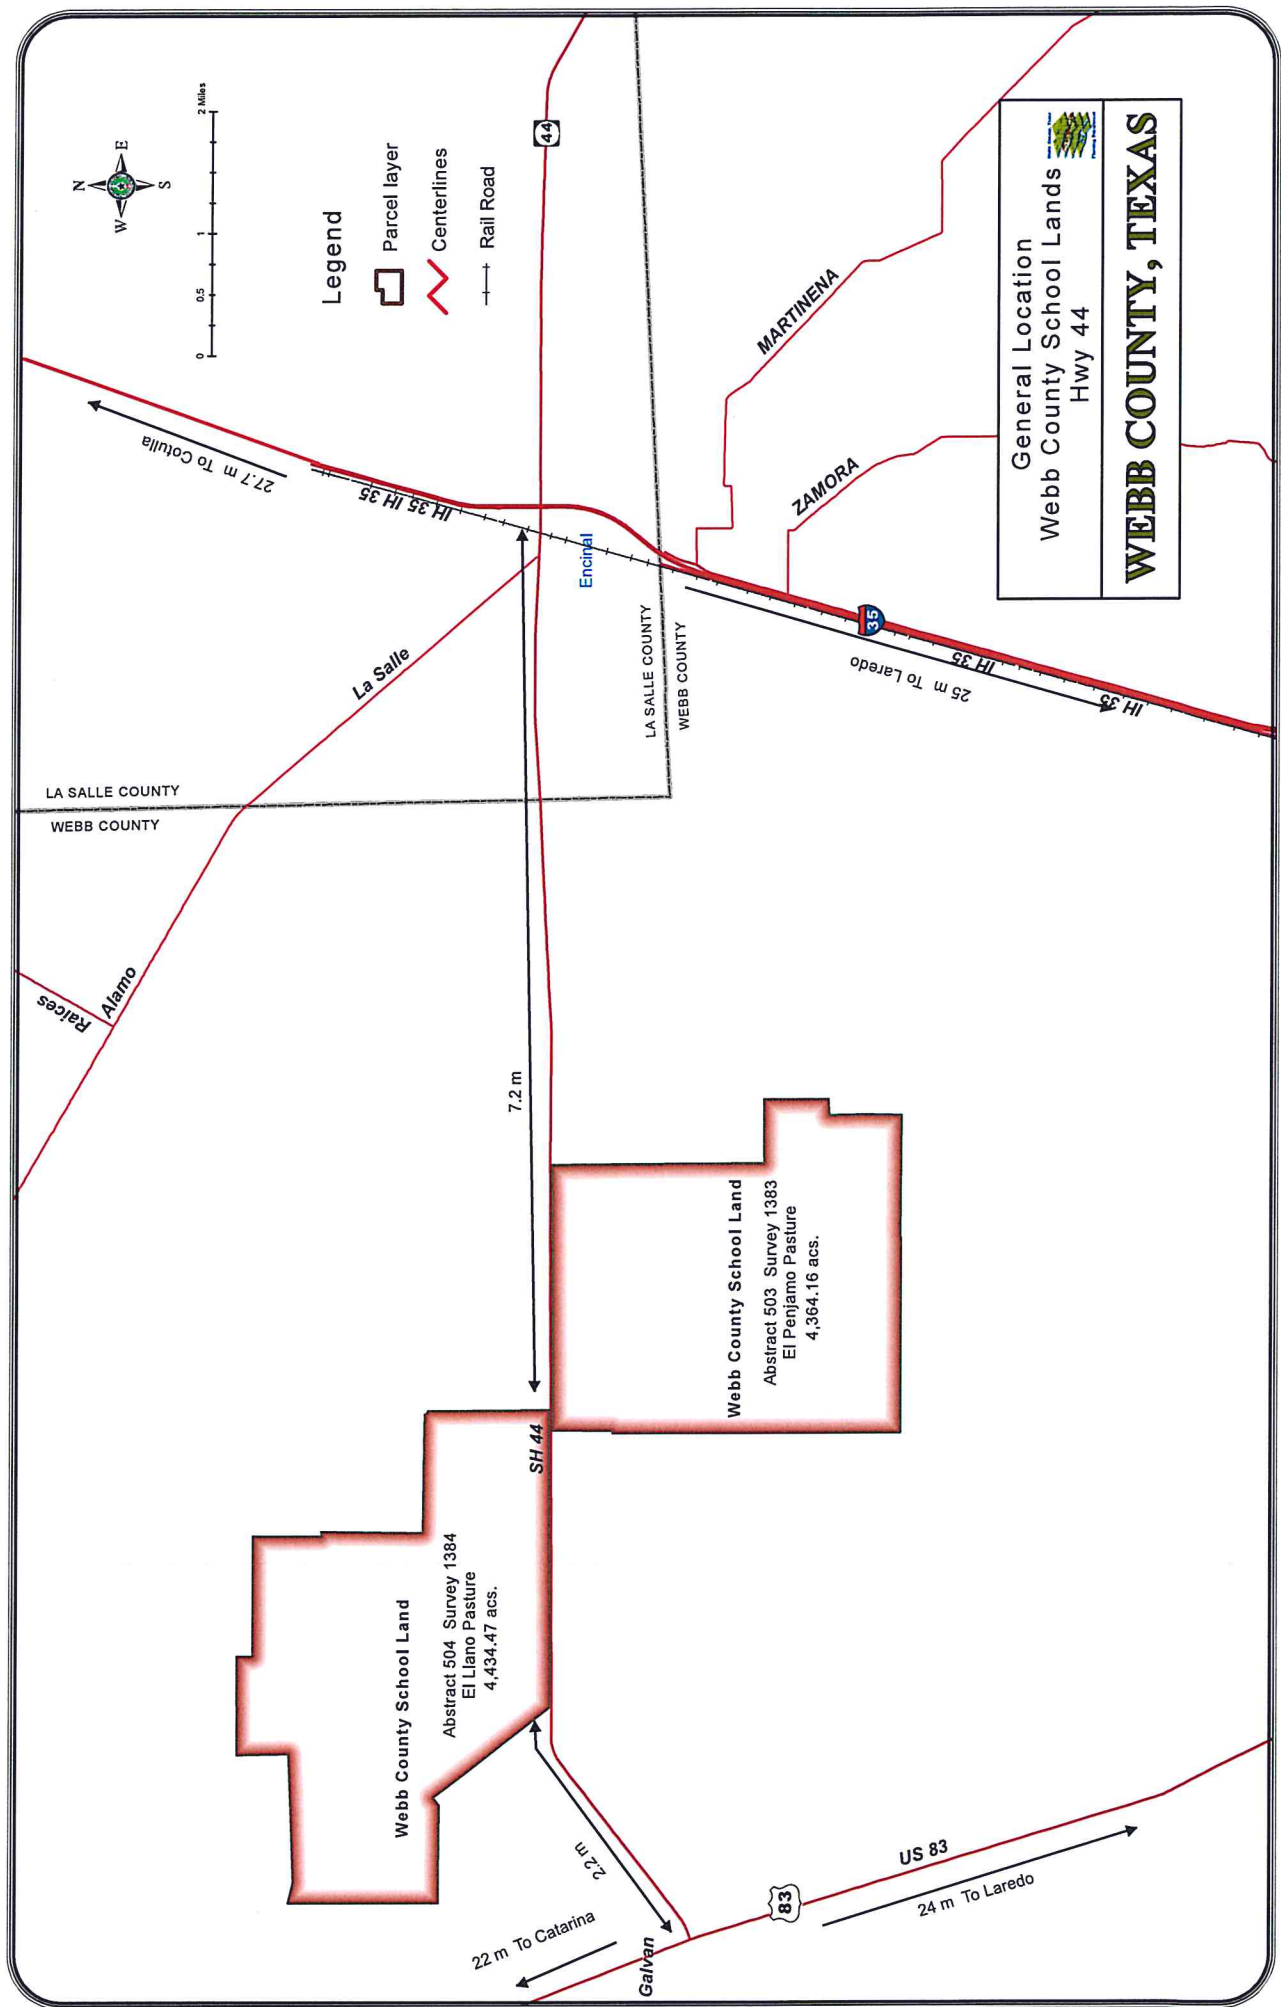 N
W
E
S
0
0.5
1
2 Miles
Legend
Parcel layer
Centerlines
Rail Road
44
27.7 m To Cotulla
IH 35 IH 35
IH 35
La Salle
Encinal
LA SALLE COUNTY
WEBB COUNTY
LA SALLE COUNTY
WEBB COUNTY
Raices
Alamo
7.2 m
MARTINENA
ZAMORA
35
IH 35
25 m To Laredo
IH 35
SH 44
Webb County School Land
Abstract 504 Survey 1384
El Llano Pasture
4,434.47 acs.
Webb County School Land
Abstract 503 Survey 1383
El Penjamo Pasture
4,364.16 acs.
2.2 m
22 m To Catarina
Galvan
83
US 83
24 m To Laredo
General Location
Webb County School Lands
Hwy 44
WEBB COUNTY, TEXAS